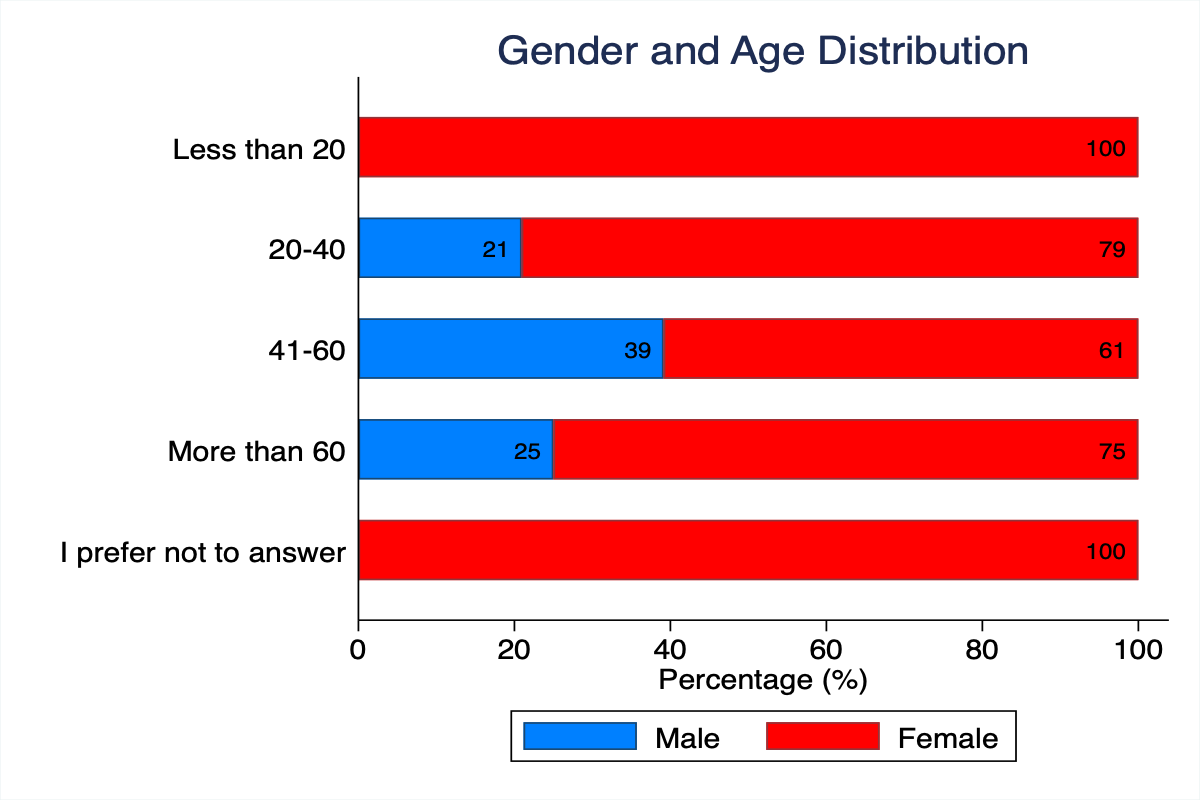 Gender and Age Distribution
Less than 20
100
20-40
21
79
41-60
39
61
More than 60
25
75
I prefer not to answer
100
0 20 40 60 80 100
Percentage (%)
Male Female